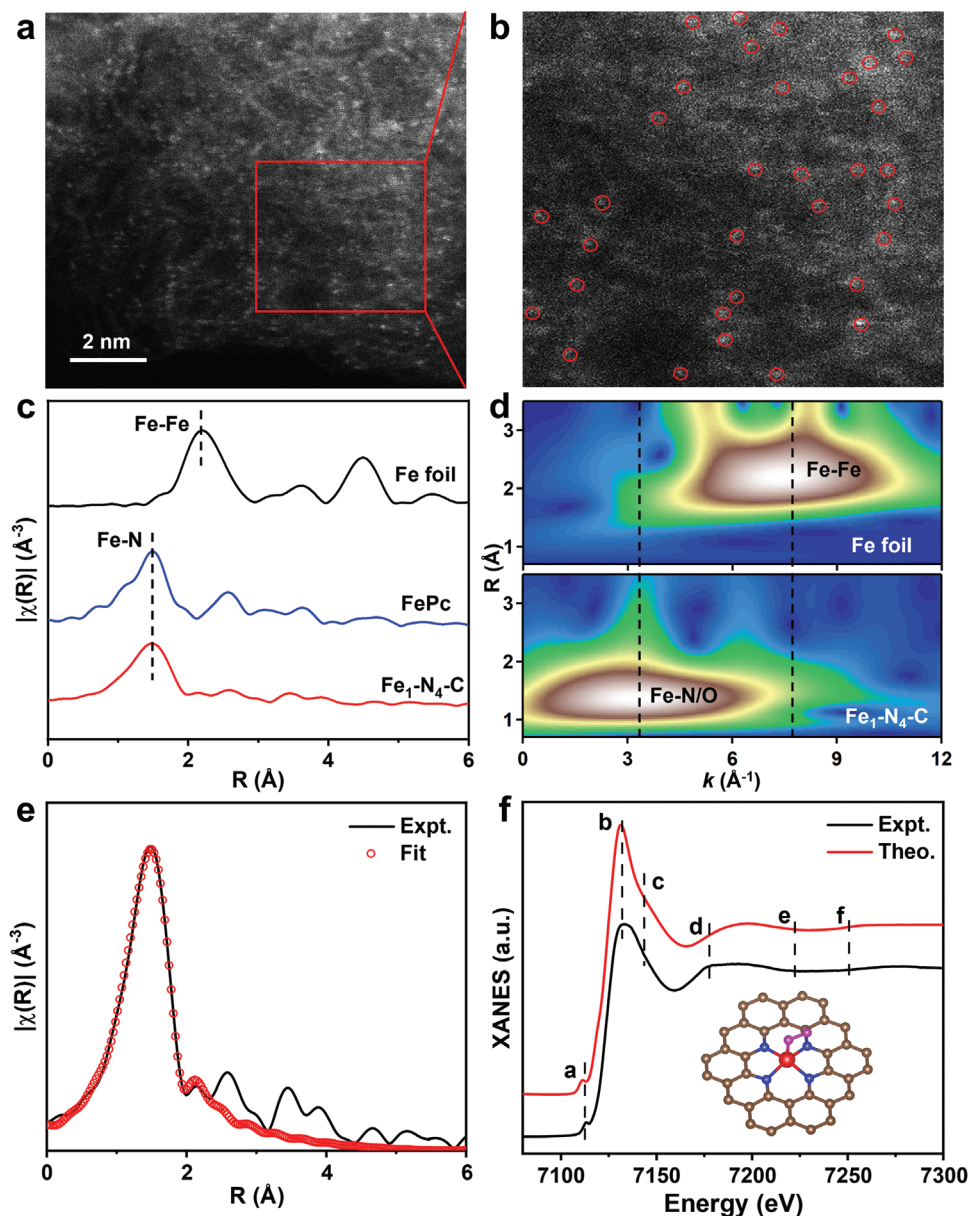 a
2 nm
b
c
Fe-Fe
Fe foil
Fe-N
FePc
Fe₁-N₄-C
|χ(R)| (Å⁻³)
0 2 4 6
R (Å)
d
3
2
1
Fe-Fe
Fe foil
R (Å)
3
2
1
Fe-N/O
Fe₁-N₄-C
0 3 6 9 12
k (Å⁻¹)
e
Expt.
Fit
|χ(R)| (Å⁻³)
0 2 4 6
R (Å)
f
Expt.
Theo.
b
c
d
e
f
a
XANES (a.u.)
7100 7150 7200 7250 7300
Energy (eV)